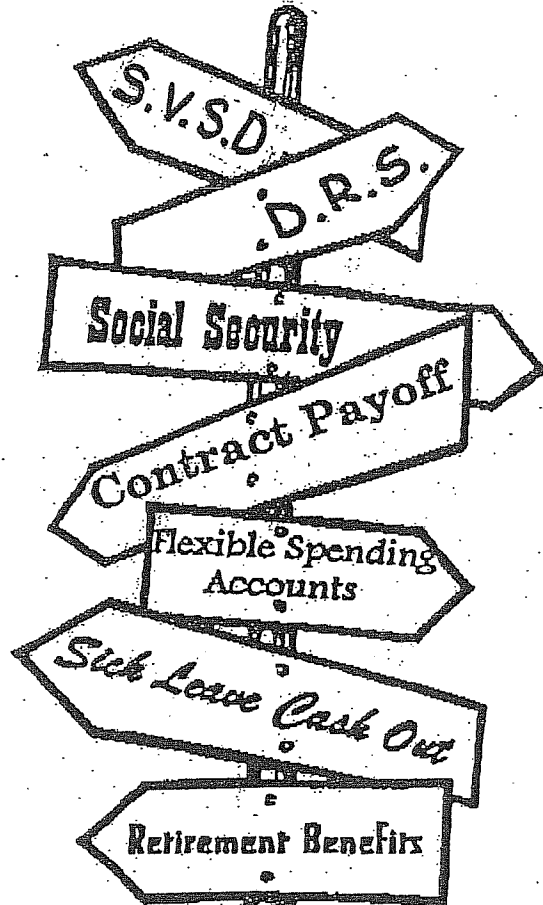 S.V.S.D
D.R.S.
Social Security
Contract Payoff
Flexible Spending
Accounts
Sick Leave Cash Out
Retirement Benefits